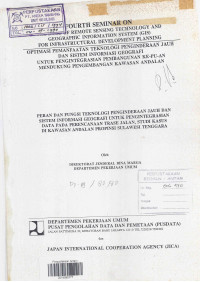 PERPUSTAKAAN
FOURTH SEMINAR ON
OF REMOTE SENSING TECHNOLOGY AND
GEOGRAPHIC INFORMATION SYSTEM (GIS)
FOR INFRASTRUCTURAL DEVELOPMENT PLANNING
OPTIMASI PEMANFAATAN TEKNOLOGI PENGINDERAAN JAUH
DAN SISTEM INFORMASI GEOGRAFI
UNTUK PENGINTEGRASIAN PEMBANGUNAN KE-PU-AN
MENDUKUNG PENGEMBANGAN KAWASAN ANDALAN
PERAN DAN FUNGSI TEKNOLOGI PENGINDERAAN JAUH DAN
SISTEM INFORMASI GEOGRAFI UNTUK PENGINTEGRASIAN
DATA PADA PERENCANAAN TRASE JALAN, STUDI KASUS
DI KAWASAN ANDALAN PROPINSI SULAWESI TENGGARA
Oleh
DIREKTORAT JENDERAL BINA MARGA
DEPARTEMEN PEKERJAAN UMUM
DEPARTEMEN PEKERJAAN UMUM
PUSAT PENGOLAHAN DATA DAN PEMETAAN (PUSDATA)
JAPAN INTERNATIONAL COOPERATION AGENCY (JICA)